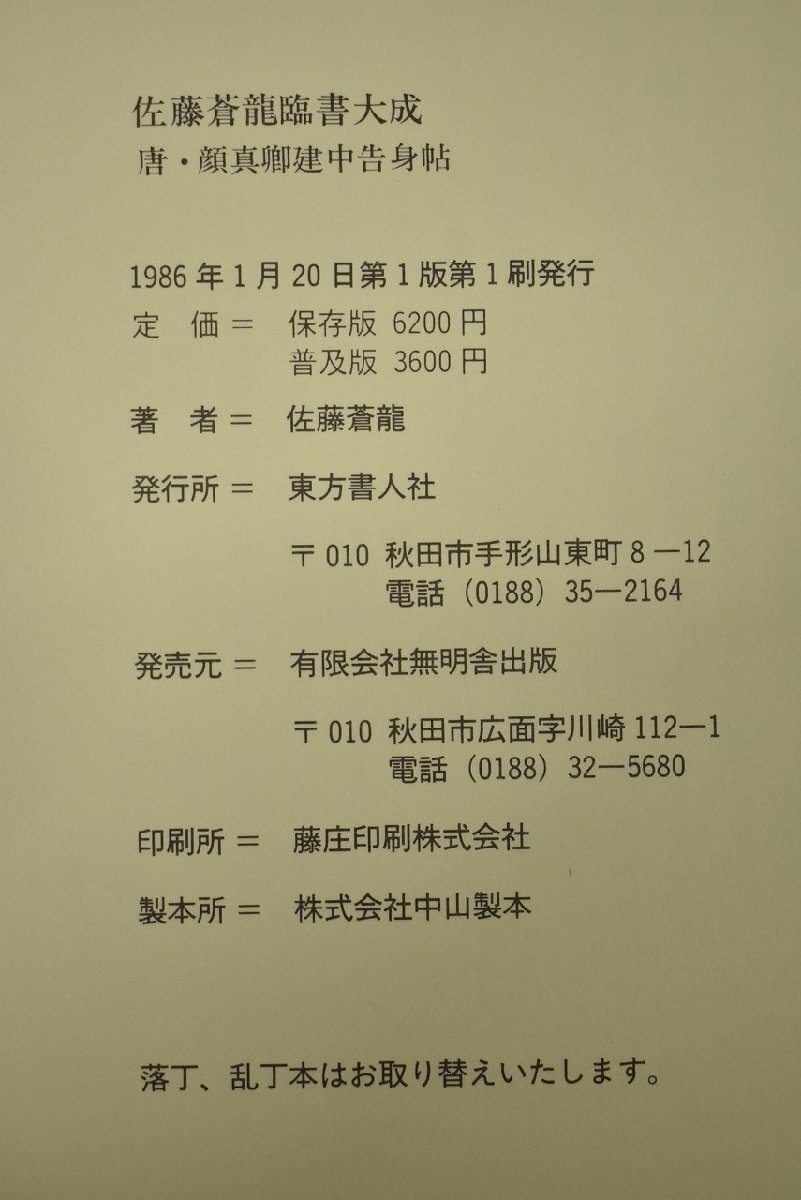 佐藤蒼龍臨書大成
唐・顔真卿建中告身帖
1986年1月20日第1版第1刷発行
定　価＝　保存版 6200円
普及版 3600円
著　者＝　佐藤蒼龍
発行所＝　東方書人社
〒010 秋田市手形山東町8―12
電話（0188）35―2164
発売元＝　有限会社無明舎出版
〒010 秋田市広面字川崎112―1
電話（0188）32―5680
印刷所＝　藤庄印刷株式会社
製本所＝　株式会社中山製本
落丁、乱丁本はお取り替えいたします。